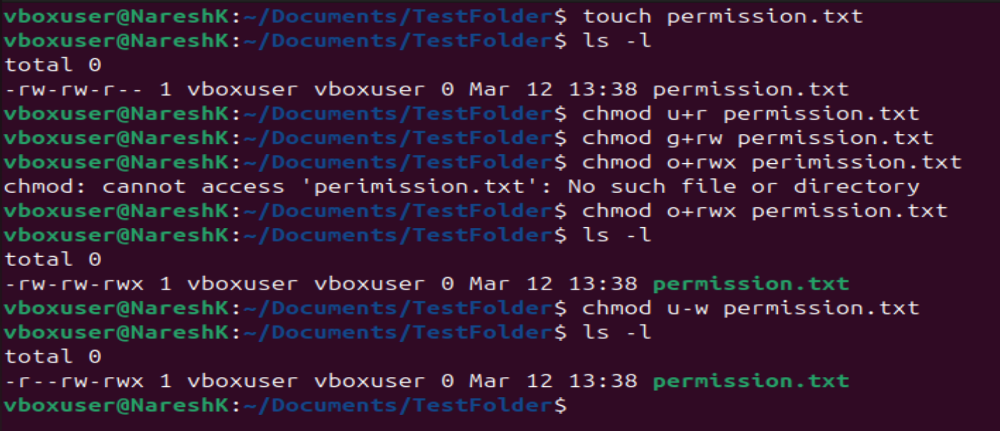 vboxuser@NareshK:~/Documents/TestFolder$ touch permission.txt
vboxuser@NareshK:~/Documents/TestFolder$ ls -l
total 0
-rw-rw-r-- 1 vboxuser vboxuser 0 Mar 12 13:38 permission.txt
vboxuser@NareshK:~/Documents/TestFolder$ chmod u+r permission.txt
vboxuser@NareshK:~/Documents/TestFolder$ chmod g+rw permission.txt
vboxuser@NareshK:~/Documents/TestFolder$ chmod o+rwx perimission.txt
chmod: cannot access 'perimission.txt': No such file or directory
vboxuser@NareshK:~/Documents/TestFolder$ chmod o+rwx permission.txt
vboxuser@NareshK:~/Documents/TestFolder$ ls -l
total 0
-rw-rw-rwx 1 vboxuser vboxuser 0 Mar 12 13:38 permission.txt
vboxuser@NareshK:~/Documents/TestFolder$ chmod u-w permission.txt
vboxuser@NareshK:~/Documents/TestFolder$ ls -l
total 0
-r--rw-rwx 1 vboxuser vboxuser 0 Mar 12 13:38 permission.txt
vboxuser@NareshK:~/Documents/TestFolder$